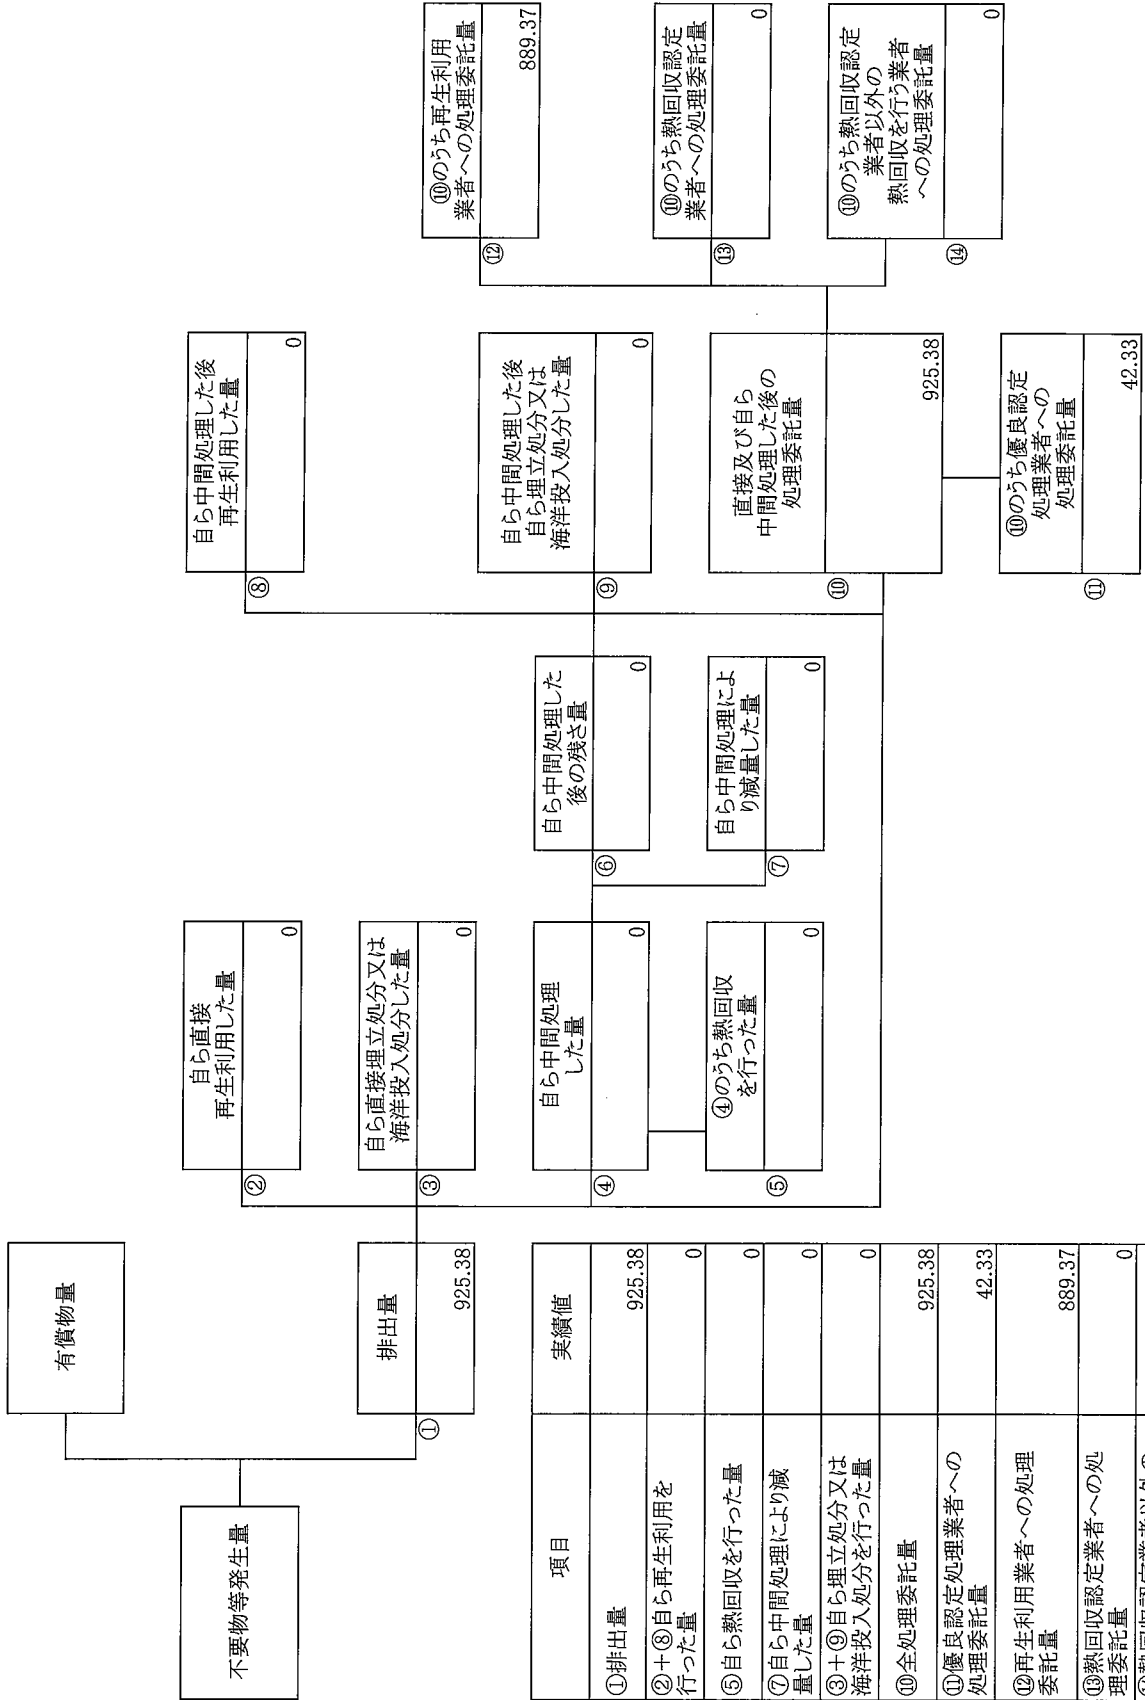 不要物等発生量
有償物量
排出量
①
925.38
自ら直接
再生利用した量
②
0
自ら直接埋立処分又は
海洋投入処分した量
③
0
自ら中間処理
した量
④
0
④のうち熱回収
を行った量
⑤
0
自ら中間処理した
後の残さ量
⑥
0
自ら中間処理によ
り減量した量
⑦
0
自ら中間処理した後
再生利用した量
⑧
0
自ら中間処理した後
自ら埋立処分又は
海洋投入処分した量
⑨
0
直接及び自ら
中間処理した後の
処理委託量
⑩
925.38
⑩のうち優良認定
処理業者への
処理委託量
⑪
42.33
⑩のうち再生利用
業者への処理委託量
⑫
889.37
⑩のうち熱回収認定
業者への処理委託量
⑬
0
⑩のうち熱回収認定
業者以外の
熱回収を行う業者
への処理委託量
⑭
0
項目 実績値
①排出量 925.38
②+⑧自ら再生利用を
行った量 0
⑤自ら熱回収を行った量 0
⑦自ら中間処理により減
量した量 0
③+⑨自ら埋立処分又は
海洋投入処分を行った量 0
⑩全処理委託量 925.38
⑪優良認定処理業者への
処理委託量 42.33
⑫再生利用業者への処理
委託量 889.37
⑬熱回収認定業者への処
理委託量 0